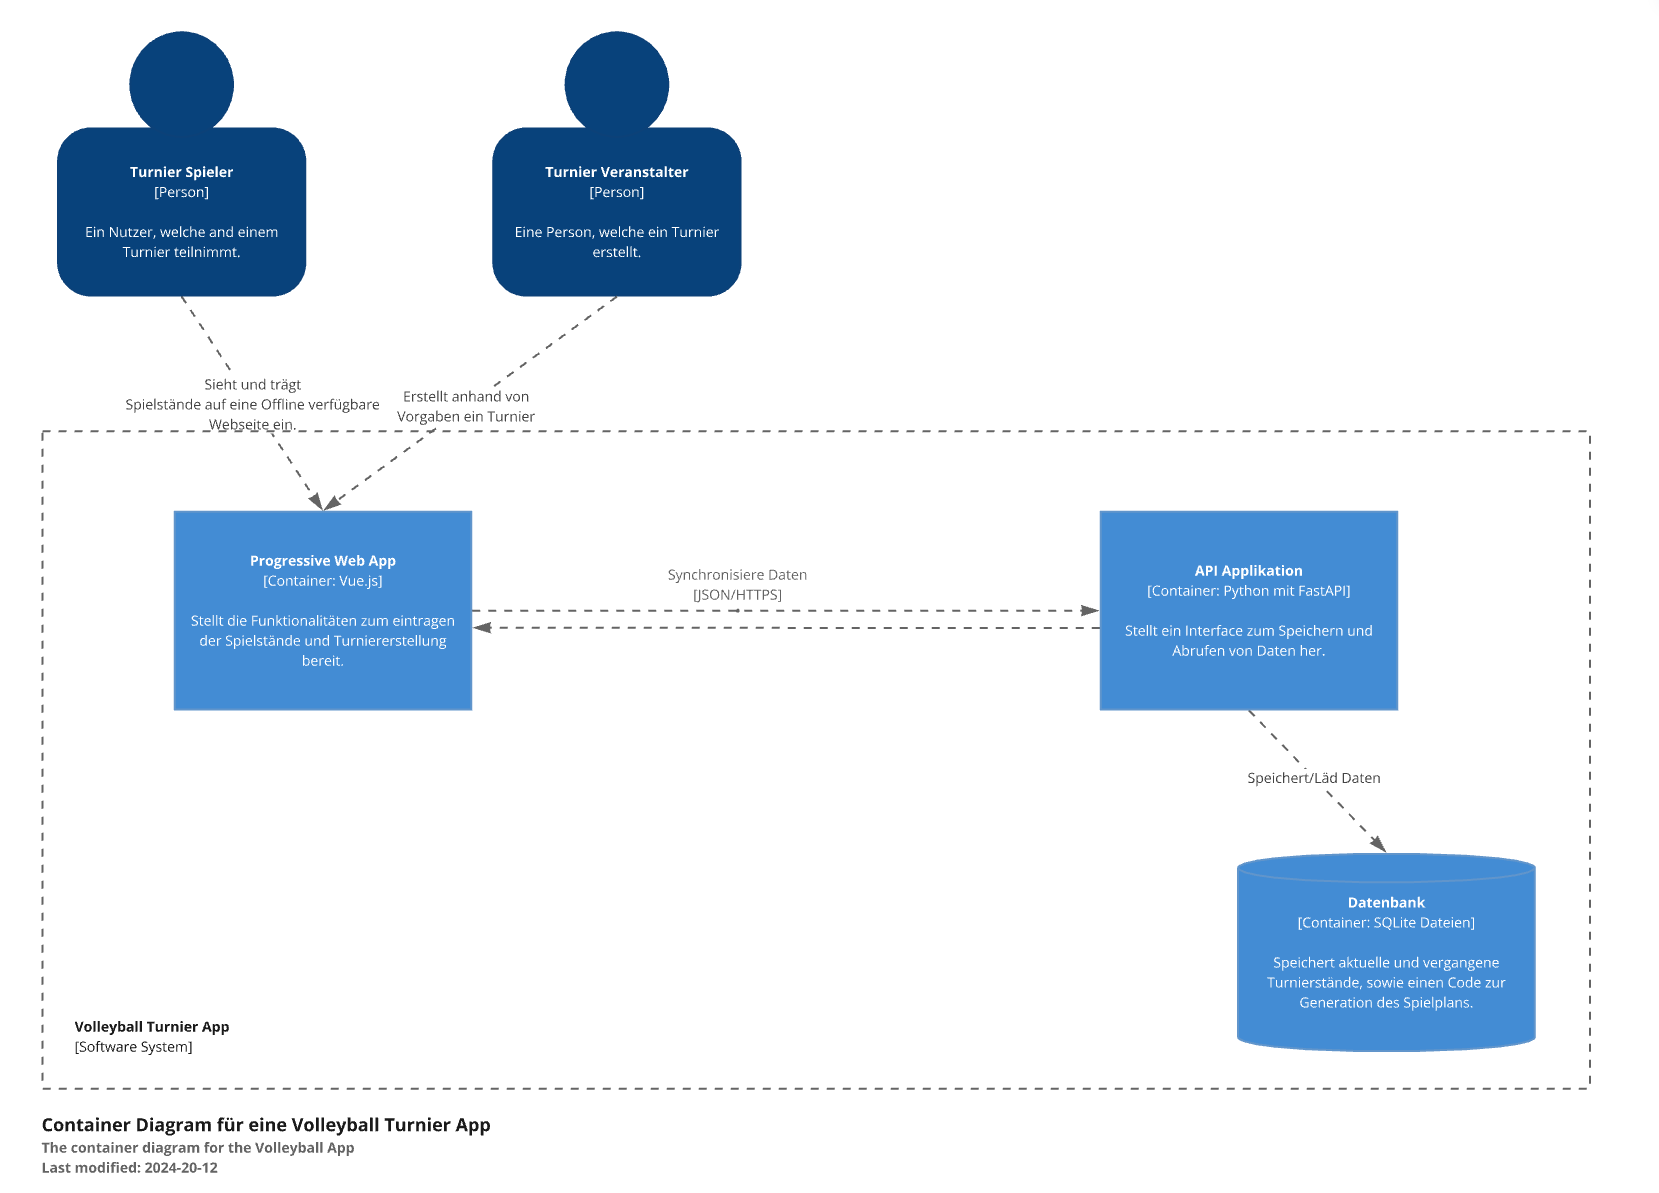 Turnier Spieler
[Person]
Ein Nutzer, welche and einem
Turnier teilnimmt.
Turnier Veranstalter
[Person]
Eine Person, welche ein Turnier
erstellt.
Sieht und trägt
Spielstände auf eine Offline verfügbare
Webseite ein.
Erstellt anhand von
Vorgaben ein Turnier
Progressive Web App
[Container: Vue.js]
Stellt die Funktionalitäten zum eintragen
der Spielstände und Turniererstellung
bereit.
Synchronisiere Daten
[JSON/HTTPS]
API Applikation
[Container: Python mit FastAPI]
Stellt ein Interface zum Speichern und
Abrufen von Daten her.
Speichert/Läd Daten
Datenbank
[Container: SQLite Dateien]
Speichert aktuelle und vergangene
Turnierstände, sowie einen Code zur
Generation des Spielplans.
Volleyball Turnier App
[Software System]
Container Diagram für eine Volleyball Turnier App
The container diagram for the Volleyball App
Last modified: 2024-20-12